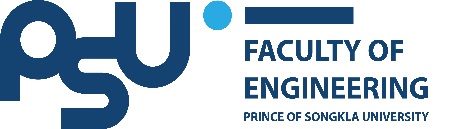 PSU
FACULTY OF
ENGINEERING
PRINCE OF SONGKLA UNIVERSITY